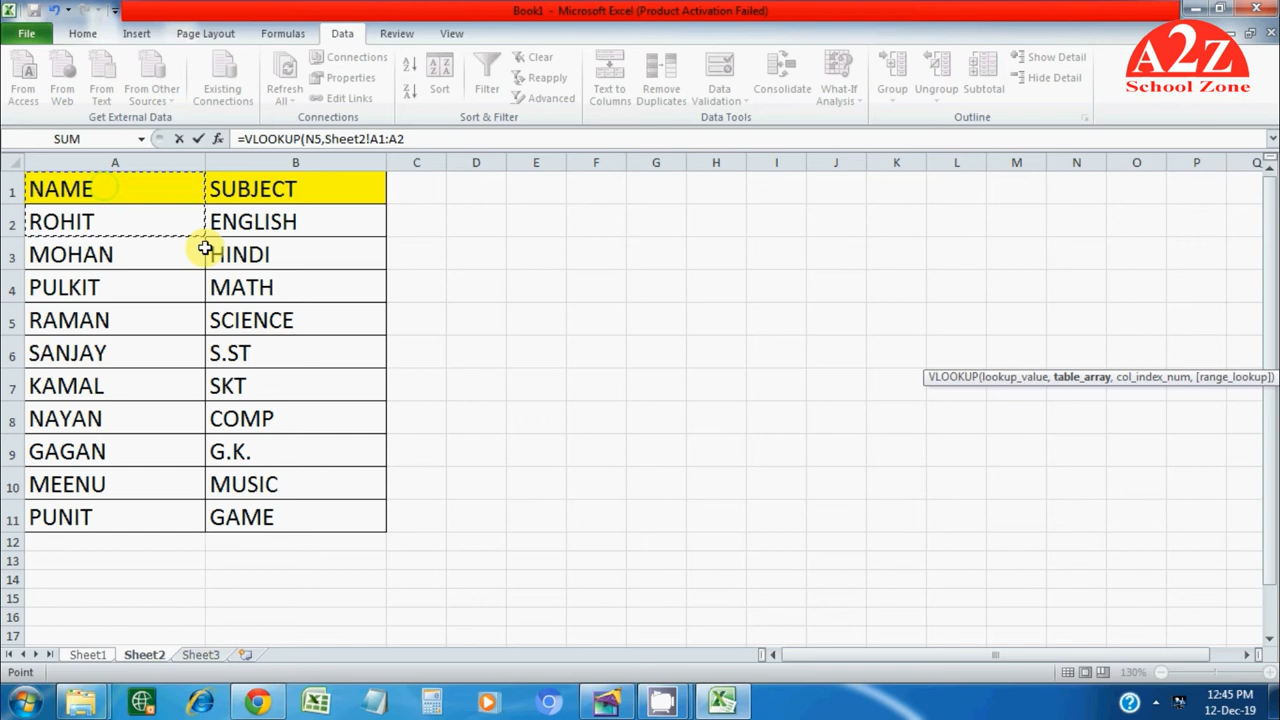 Book1 - Microsoft Excel (Product Activation Failed)
File Home Insert Page Layout Formulas Data Review View
A2Z
School Zone
From Access
From Web
From Text
From Other Sources
Existing Connections
Get External Data
Refresh All
Connections
Properties
Edit Links
Connections
Sort
Filter
Clear
Reapply
Advanced
Sort & Filter
Text to Columns
Remove Duplicates
Data Validation
Consolidate
What-If Analysis
Data Tools
Group
Ungroup
Subtotal
Show Detail
Hide Detail
Outline
SUM fx =VLOOKUP(N5,Sheet2!A1:A2
A B C D E F G H I J K L M N O P Q
1 NAME SUBJECT
2 ROHIT ENGLISH
3 MOHAN HINDI
4 PULKIT MATH
5 RAMAN SCIENCE
6 SANJAY S.ST
7 KAMAL SKT
8 NAYAN COMP
9 GAGAN G.K.
10 MEENU MUSIC
11 PUNIT GAME
12
13
14
15
16
17
VLOOKUP(lookup_value, table_array, col_index_num, [range_lookup])
Sheet1 Sheet2 Sheet3
Point 130%
12:45 PM
12-Dec-19